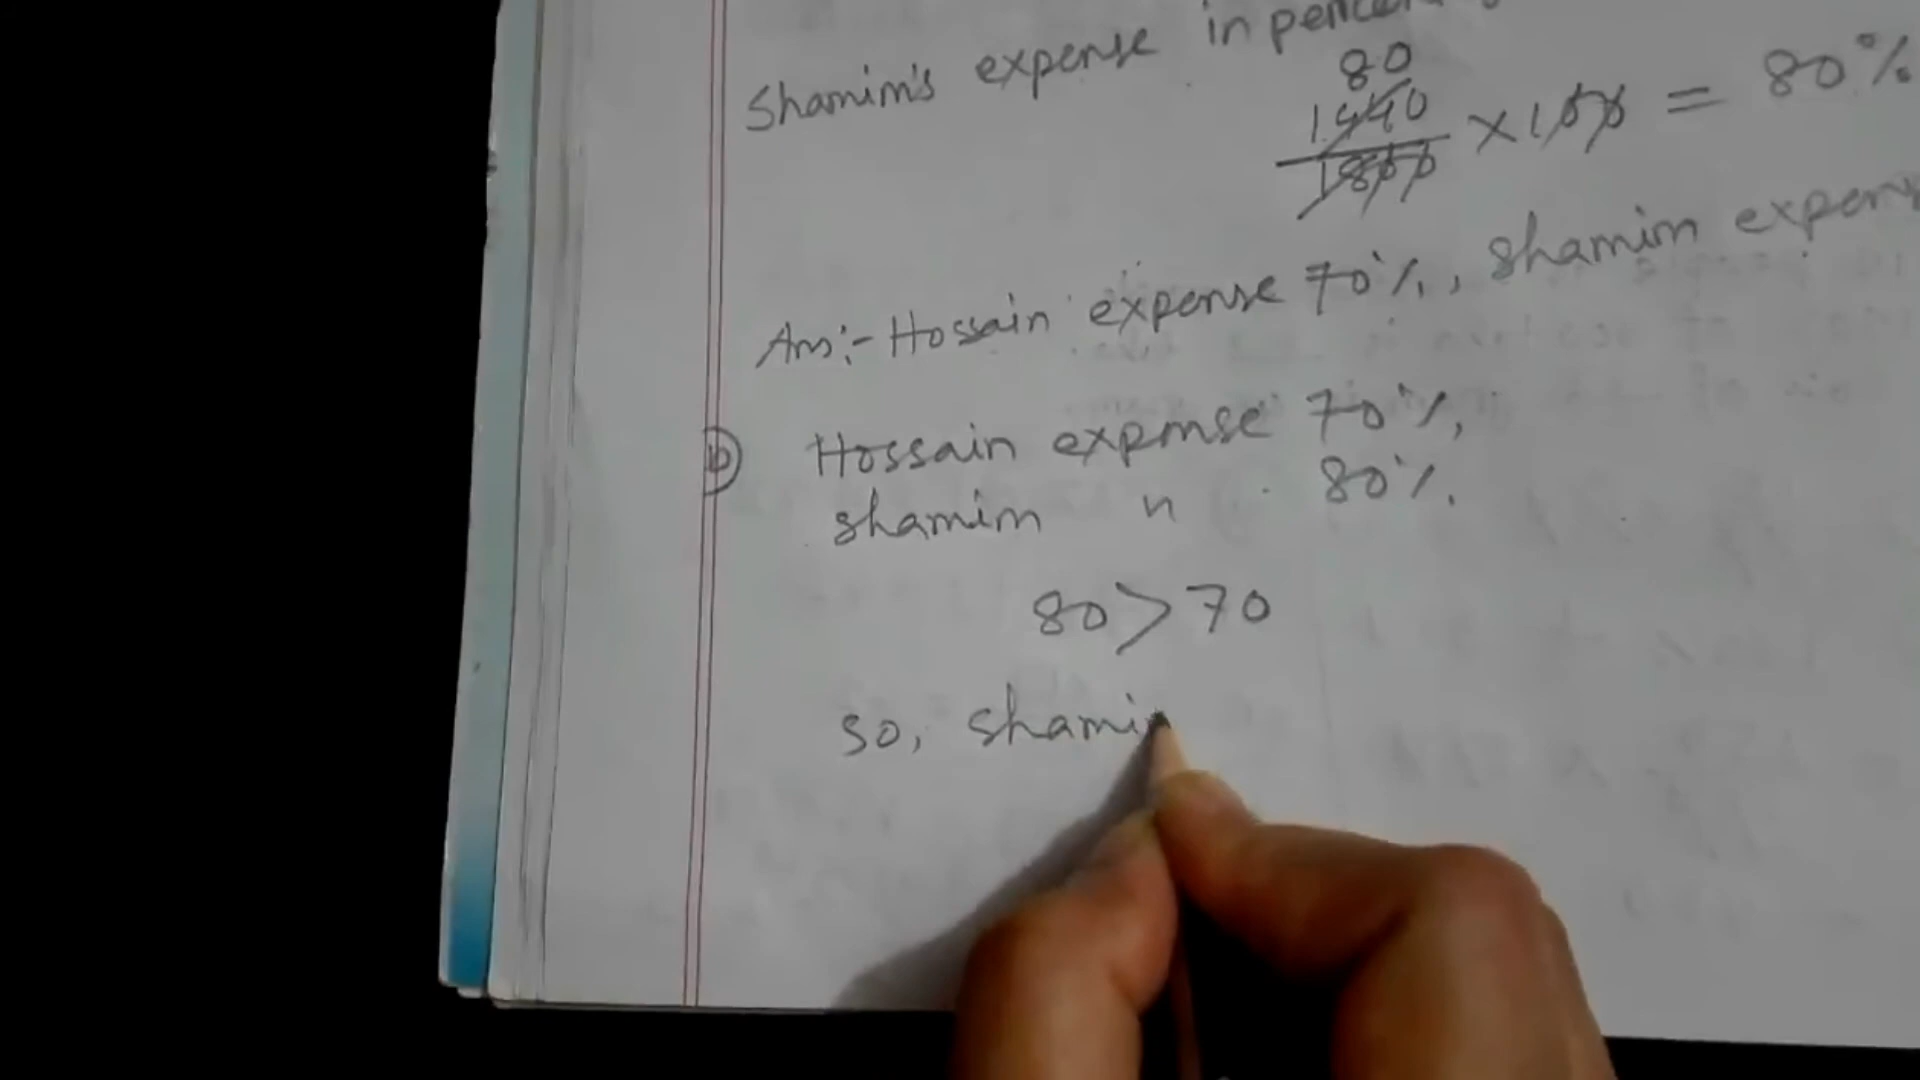 Shamim's expense in
80
1440
1800 × 100 = 80%
Ans:- Hossain expense 70%, shamim
b) Hossain expense 70%,
shamim " 80%.
80 > 70
so, shami